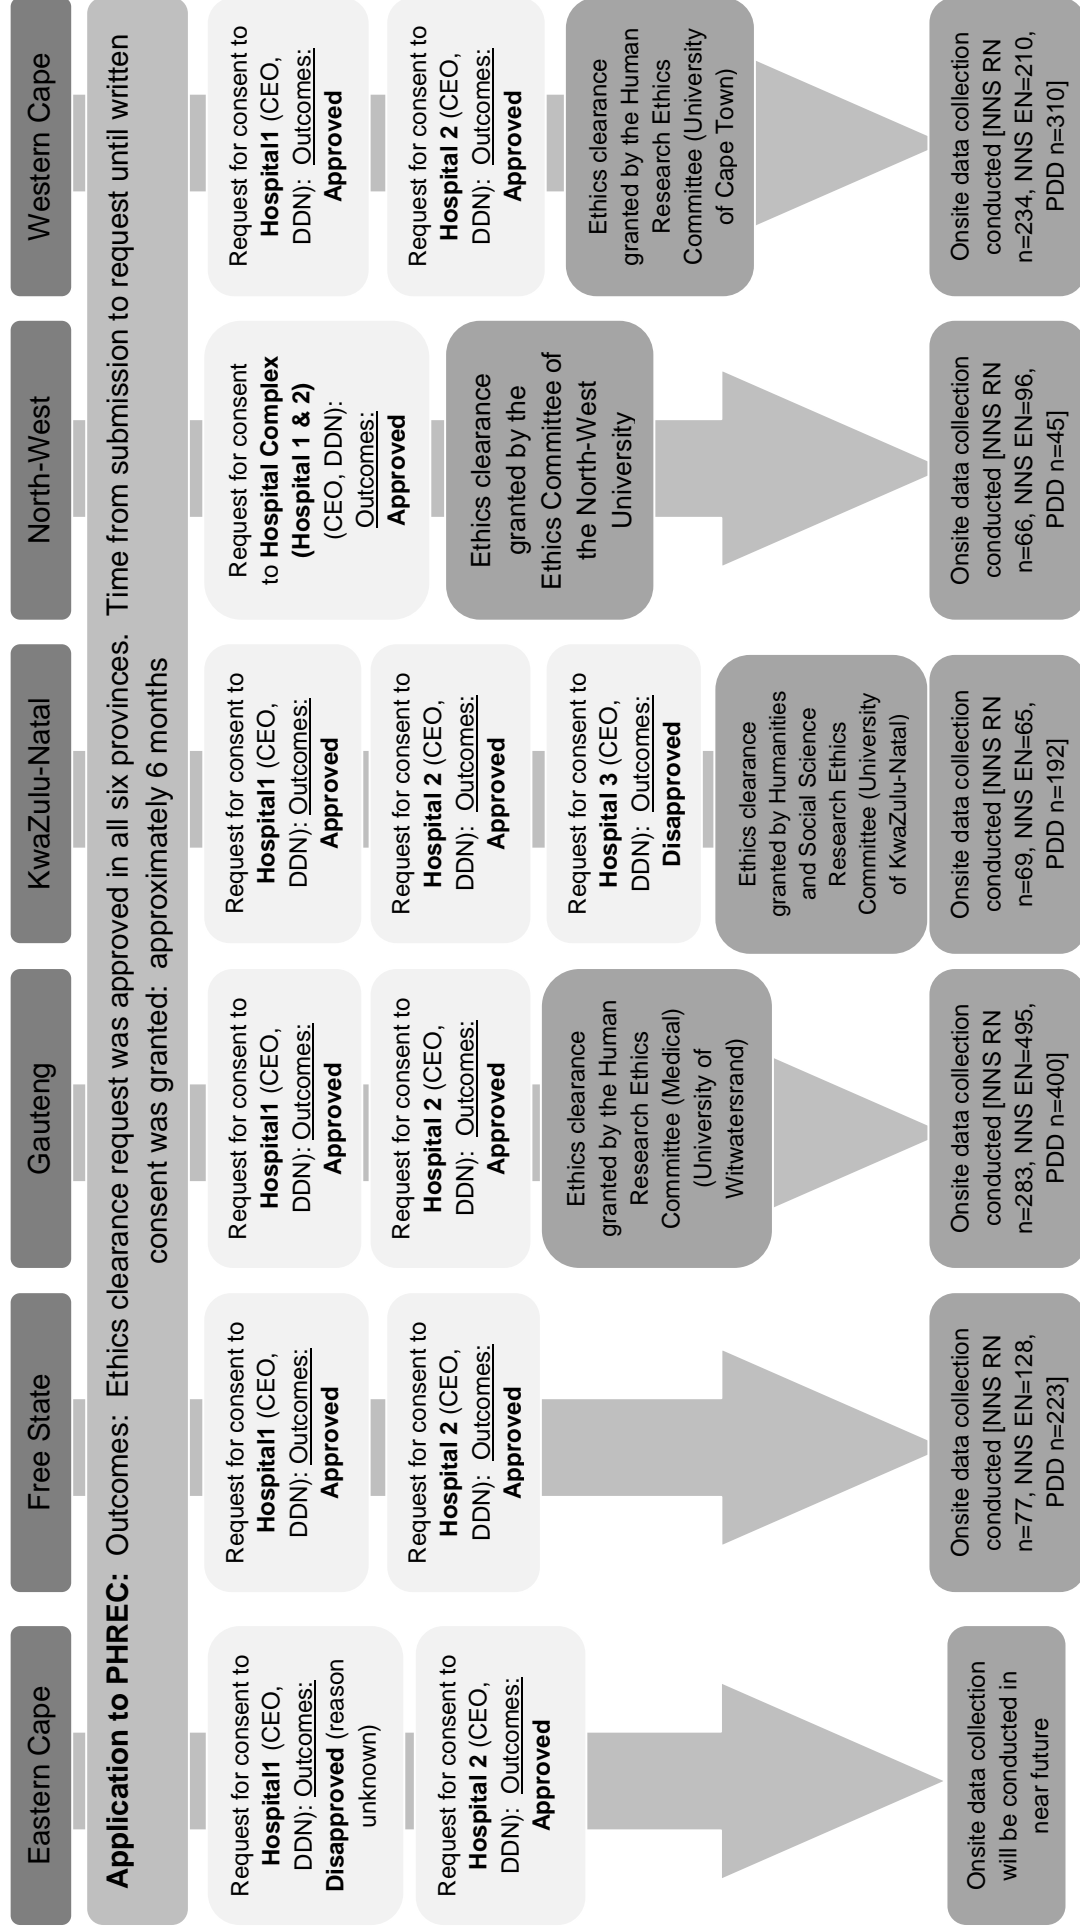 Eastern Cape
Free State
Gauteng
KwaZulu-Natal
North-West
Western Cape
Application to PHREC: Outcomes: Ethics clearance request was approved in all six provinces. Time from submission to request until written
consent was granted: approximately 6 months
Request for consent to
Hospital1 (CEO,
DDN): Outcomes:
Disapproved (reason
unknown)
Request for consent to
Hospital 2 (CEO,
DDN): Outcomes:
Approved
Onsite data collection
will be conducted in
near future
Request for consent to
Hospital1 (CEO,
DDN): Outcomes:
Approved
Request for consent to
Hospital 2 (CEO,
DDN): Outcomes:
Approved
Onsite data collection
conducted [NNS RN
n=77, NNS EN=128,
PDD n=223]
Request for consent to
Hospital1 (CEO,
DDN): Outcomes:
Approved
Request for consent to
Hospital 2 (CEO,
DDN): Outcomes:
Approved
Ethics clearance
granted by the Human
Research Ethics
Committee (Medical)
(University of
Witwatersrand)
Onsite data collection
conducted [NNS RN
n=283, NNS EN=495,
PDD n=400]
Request for consent to
Hospital1 (CEO,
DDN): Outcomes:
Approved
Request for consent to
Hospital 2 (CEO,
DDN): Outcomes:
Approved
Request for consent to
Hospital 3 (CEO,
DDN): Outcomes:
Disapproved
Ethics clearance
granted by Humanities
and Social Science
Research Ethics
Committee (University
of KwaZulu-Natal)
Onsite data collection
conducted [NNS RN
n=69, NNS EN=65,
PDD n=192]
Request for consent
to Hospital Complex
(Hospital 1 & 2)
(CEO, DDN):
Outcomes:
Approved
Ethics clearance
granted by the
Ethics Committee of
the North-West
University
Onsite data collection
conducted [NNS RN
n=66, NNS EN=96,
PDD n=45]
Request for consent to
Hospital1 (CEO,
DDN): Outcomes:
Approved
Request for consent to
Hospital 2 (CEO,
DDN): Outcomes:
Approved
Ethics clearance
granted by the Human
Research Ethics
Committee (University
of Cape Town)
Onsite data collection
conducted [NNS RN
n=234, NNS EN=210,
PDD n=310]